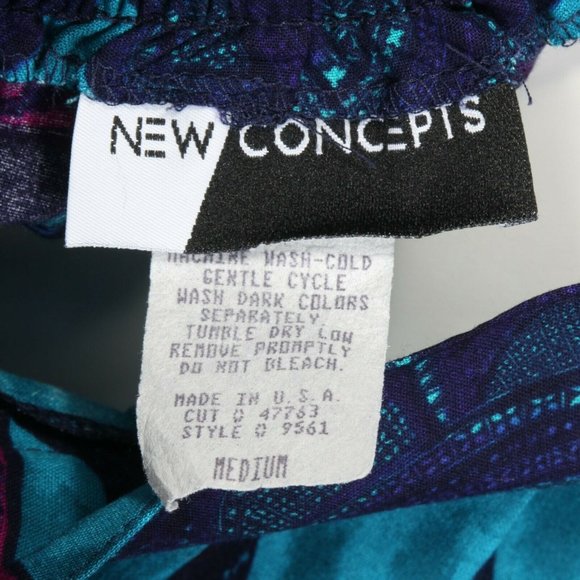 NEW CONCEPTS
MACHINE WASH-COLD
GENTLE CYCLE
WASH DARK COLORS
SEPARATELY
TUMBLE DRY LOW
REMOVE PROMPTLY
DO NOT BLEACH.
MADE IN U.S.A.
CUT # 47763
STYLE # 9561
MEDIUM